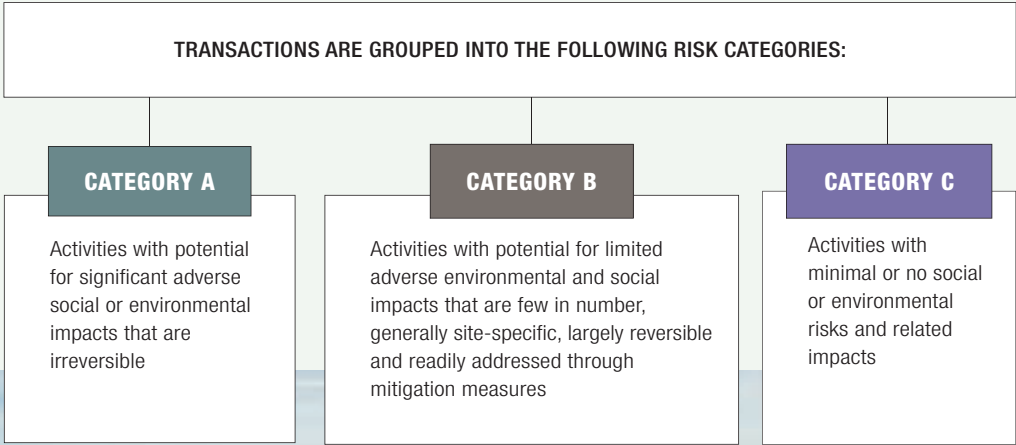 TRANSACTIONS ARE GROUPED INTO THE FOLLOWING RISK CATEGORIES:
CATEGORY A
Activities with potential
for significant adverse
social or environmental
impacts that are
irreversible
CATEGORY B
Activities with potential for limited
adverse environmental and social
impacts that are few in number,
generally site-specific, largely reversible
and readily addressed through
mitigation measures
CATEGORY C
Activities with
minimal or no social
or environmental
risks and related
impacts